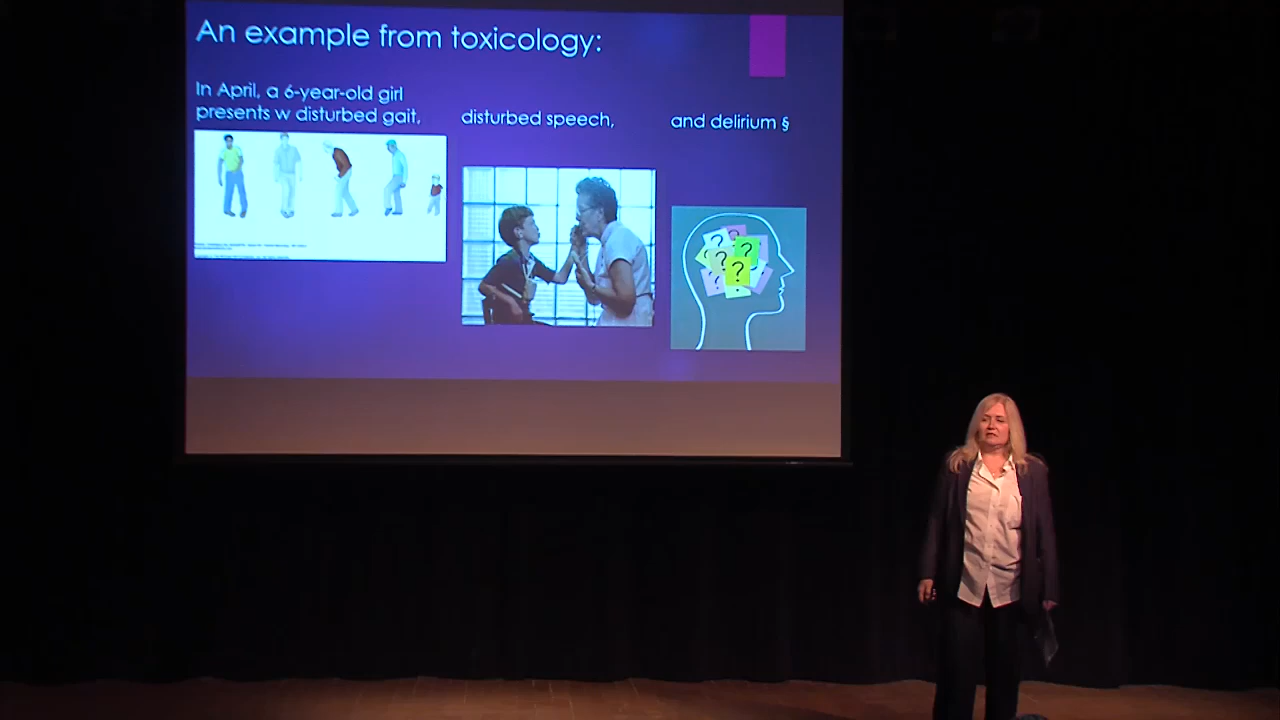 An example from toxicology:
In April, a 6-year-old girl
presents w disturbed gait,
disturbed speech,
and delirium §
? ? ? ? ? ?